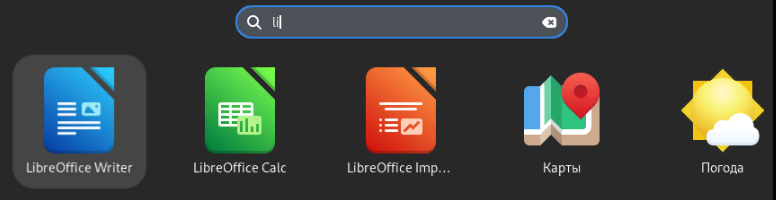 li
LibreOffice Writer
LibreOffice Calc
LibreOffice Imp...
Карты
Погода